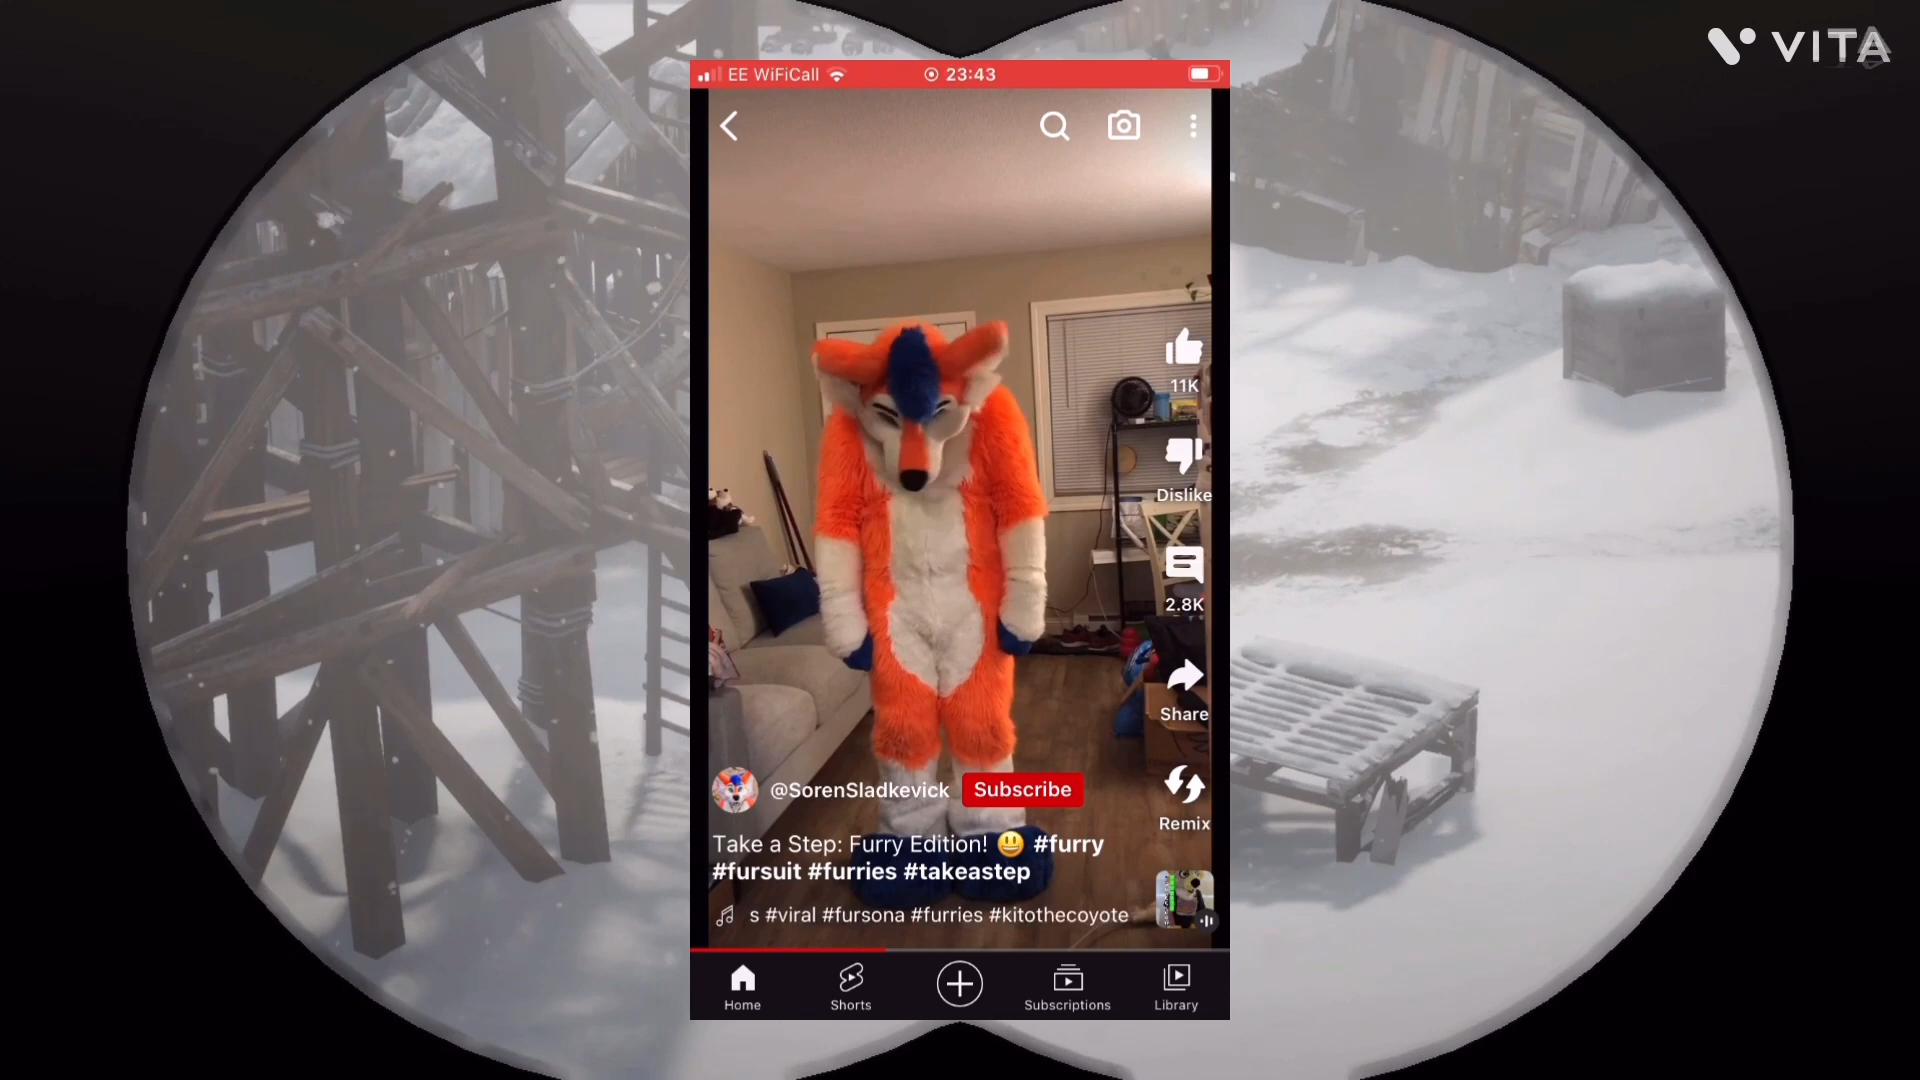 VITA
EE WiFiCall 23:43
11K
Dislike
2.8K
Share
@SorenSladkevick Subscribe
Remix
Take a Step: Furry Edition! 😃 #furry
#fursuit #furries #takeastep
s #viral #fursona #furries #kitothecoyote
Home Shorts Subscriptions Library